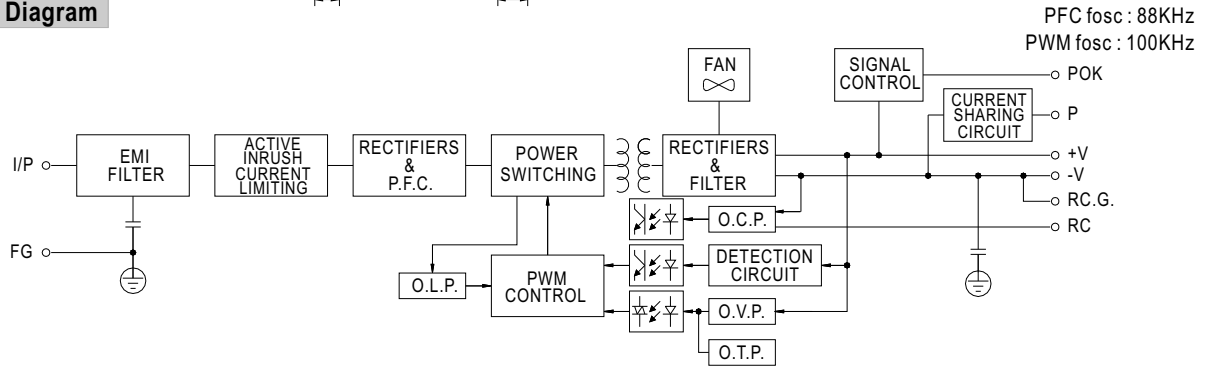 Diagram
PFC fosc : 88KHz
PWM fosc : 100KHz
FAN
SIGNAL
CONTROL
POK
CURRENT
SHARING
CIRCUIT
P
I/P
EMI
FILTER
ACTIVE
INRUSH
CURRENT
LIMITING
RECTIFIERS
&
P.F.C.
POWER
SWITCHING
RECTIFIERS
&
FILTER
+V
-V
RC.G.
RC
O.C.P.
FG
O.L.P.
PWM
CONTROL
DETECTION
CIRCUIT
O.V.P.
O.T.P.